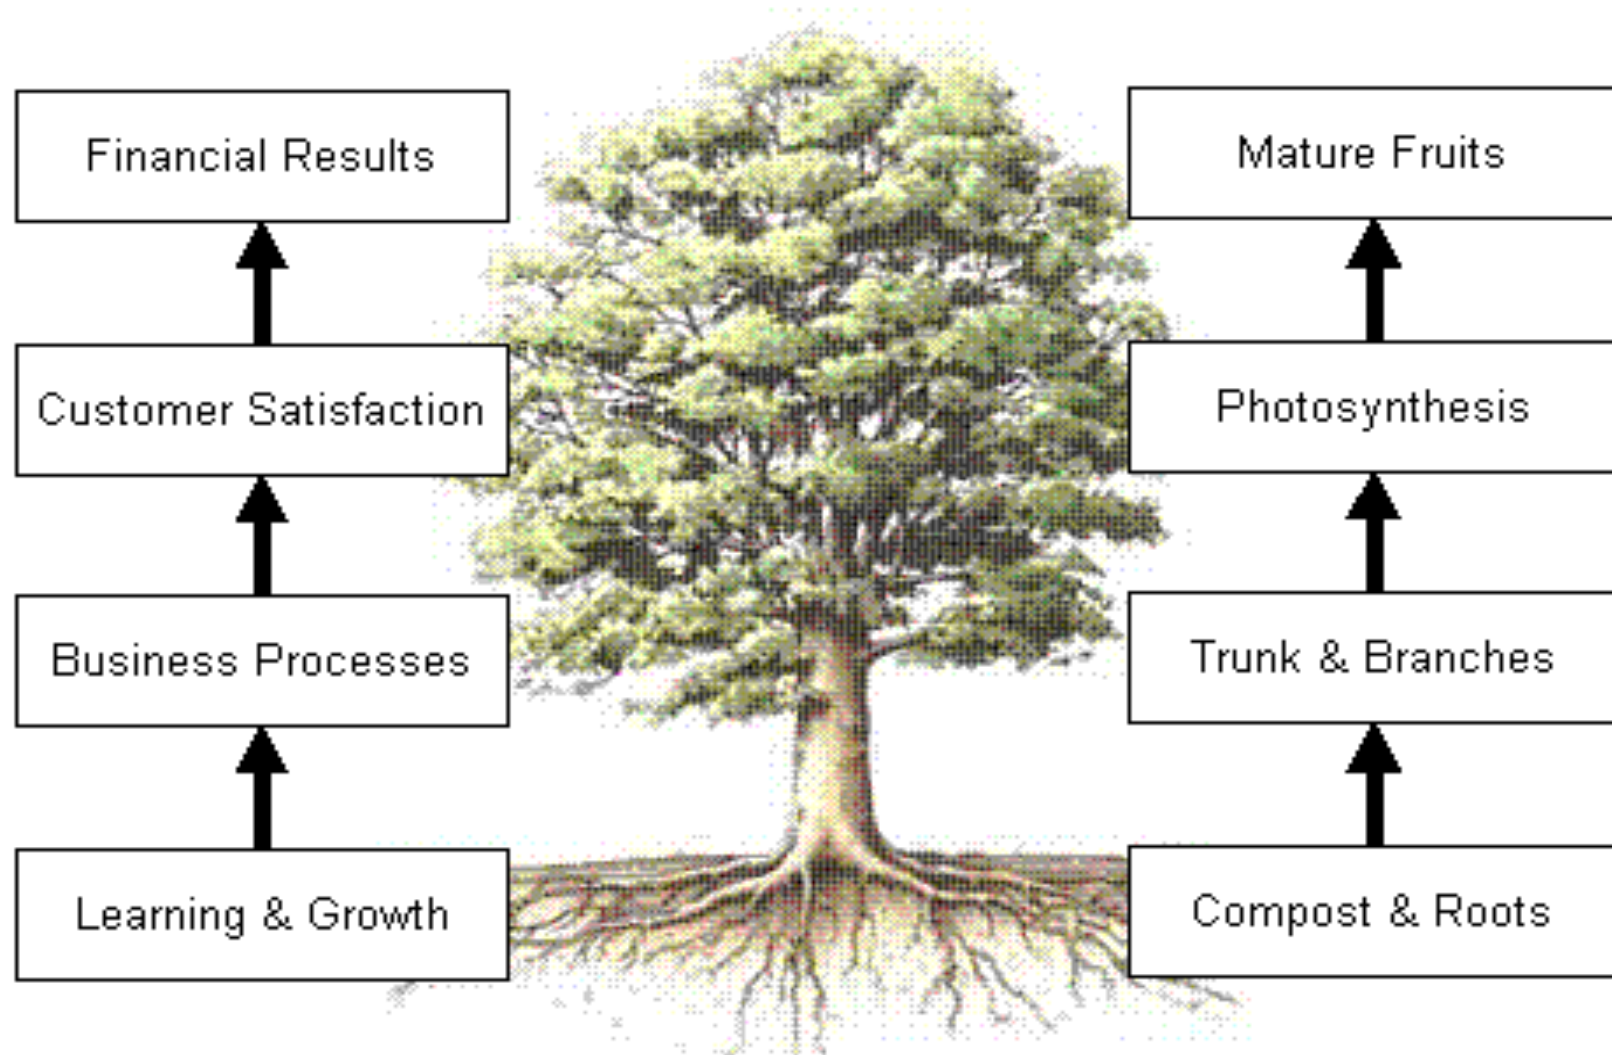 Financial Results
Mature Fruits
Customer Satisfaction
Photosynthesis
Business Processes
Trunk & Branches
Learning & Growth
Compost & Roots